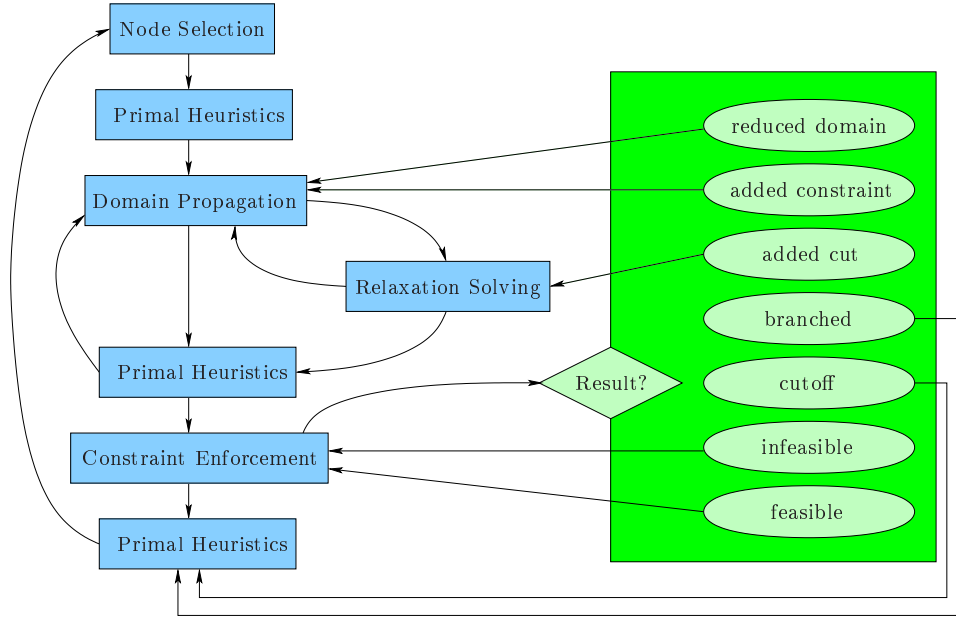 Node Selection
Primal Heuristics
Domain Propagation
Relaxation Solving
Primal Heuristics
Constraint Enforcement
Primal Heuristics
Result?
reduced domain
added constraint
added cut
branched
cutoff
infeasible
feasible